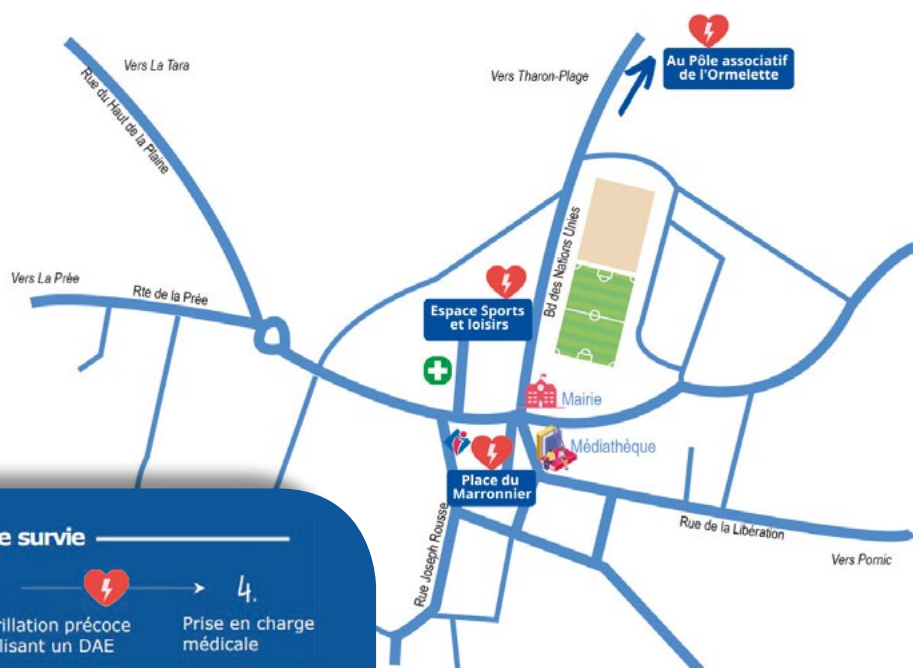 Vers La Tara
Rue du Haut de la Plaine
Vers Tharon-Plage
Au Pôle associatif
de l'Ormelette
Vers La Prée
Rte de la Prée
Bd des Nations Unies
Espace Sports
et loisirs
Mairie
Médiathèque
Place du
Marronnier
Rue Joseph Rousse
Rue de la Libération
Vers Pornic
e survie
4.
rillation précoce
lisant un DAE
Prise en charge
médicale